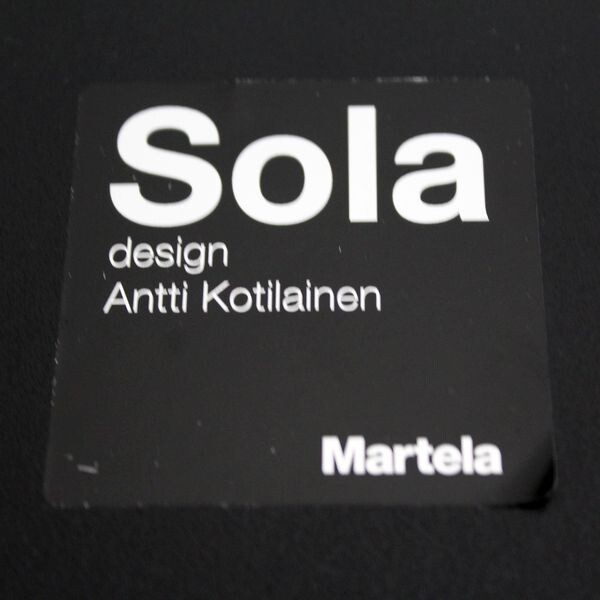 Sola
design
Antti Kotilainen
Martela